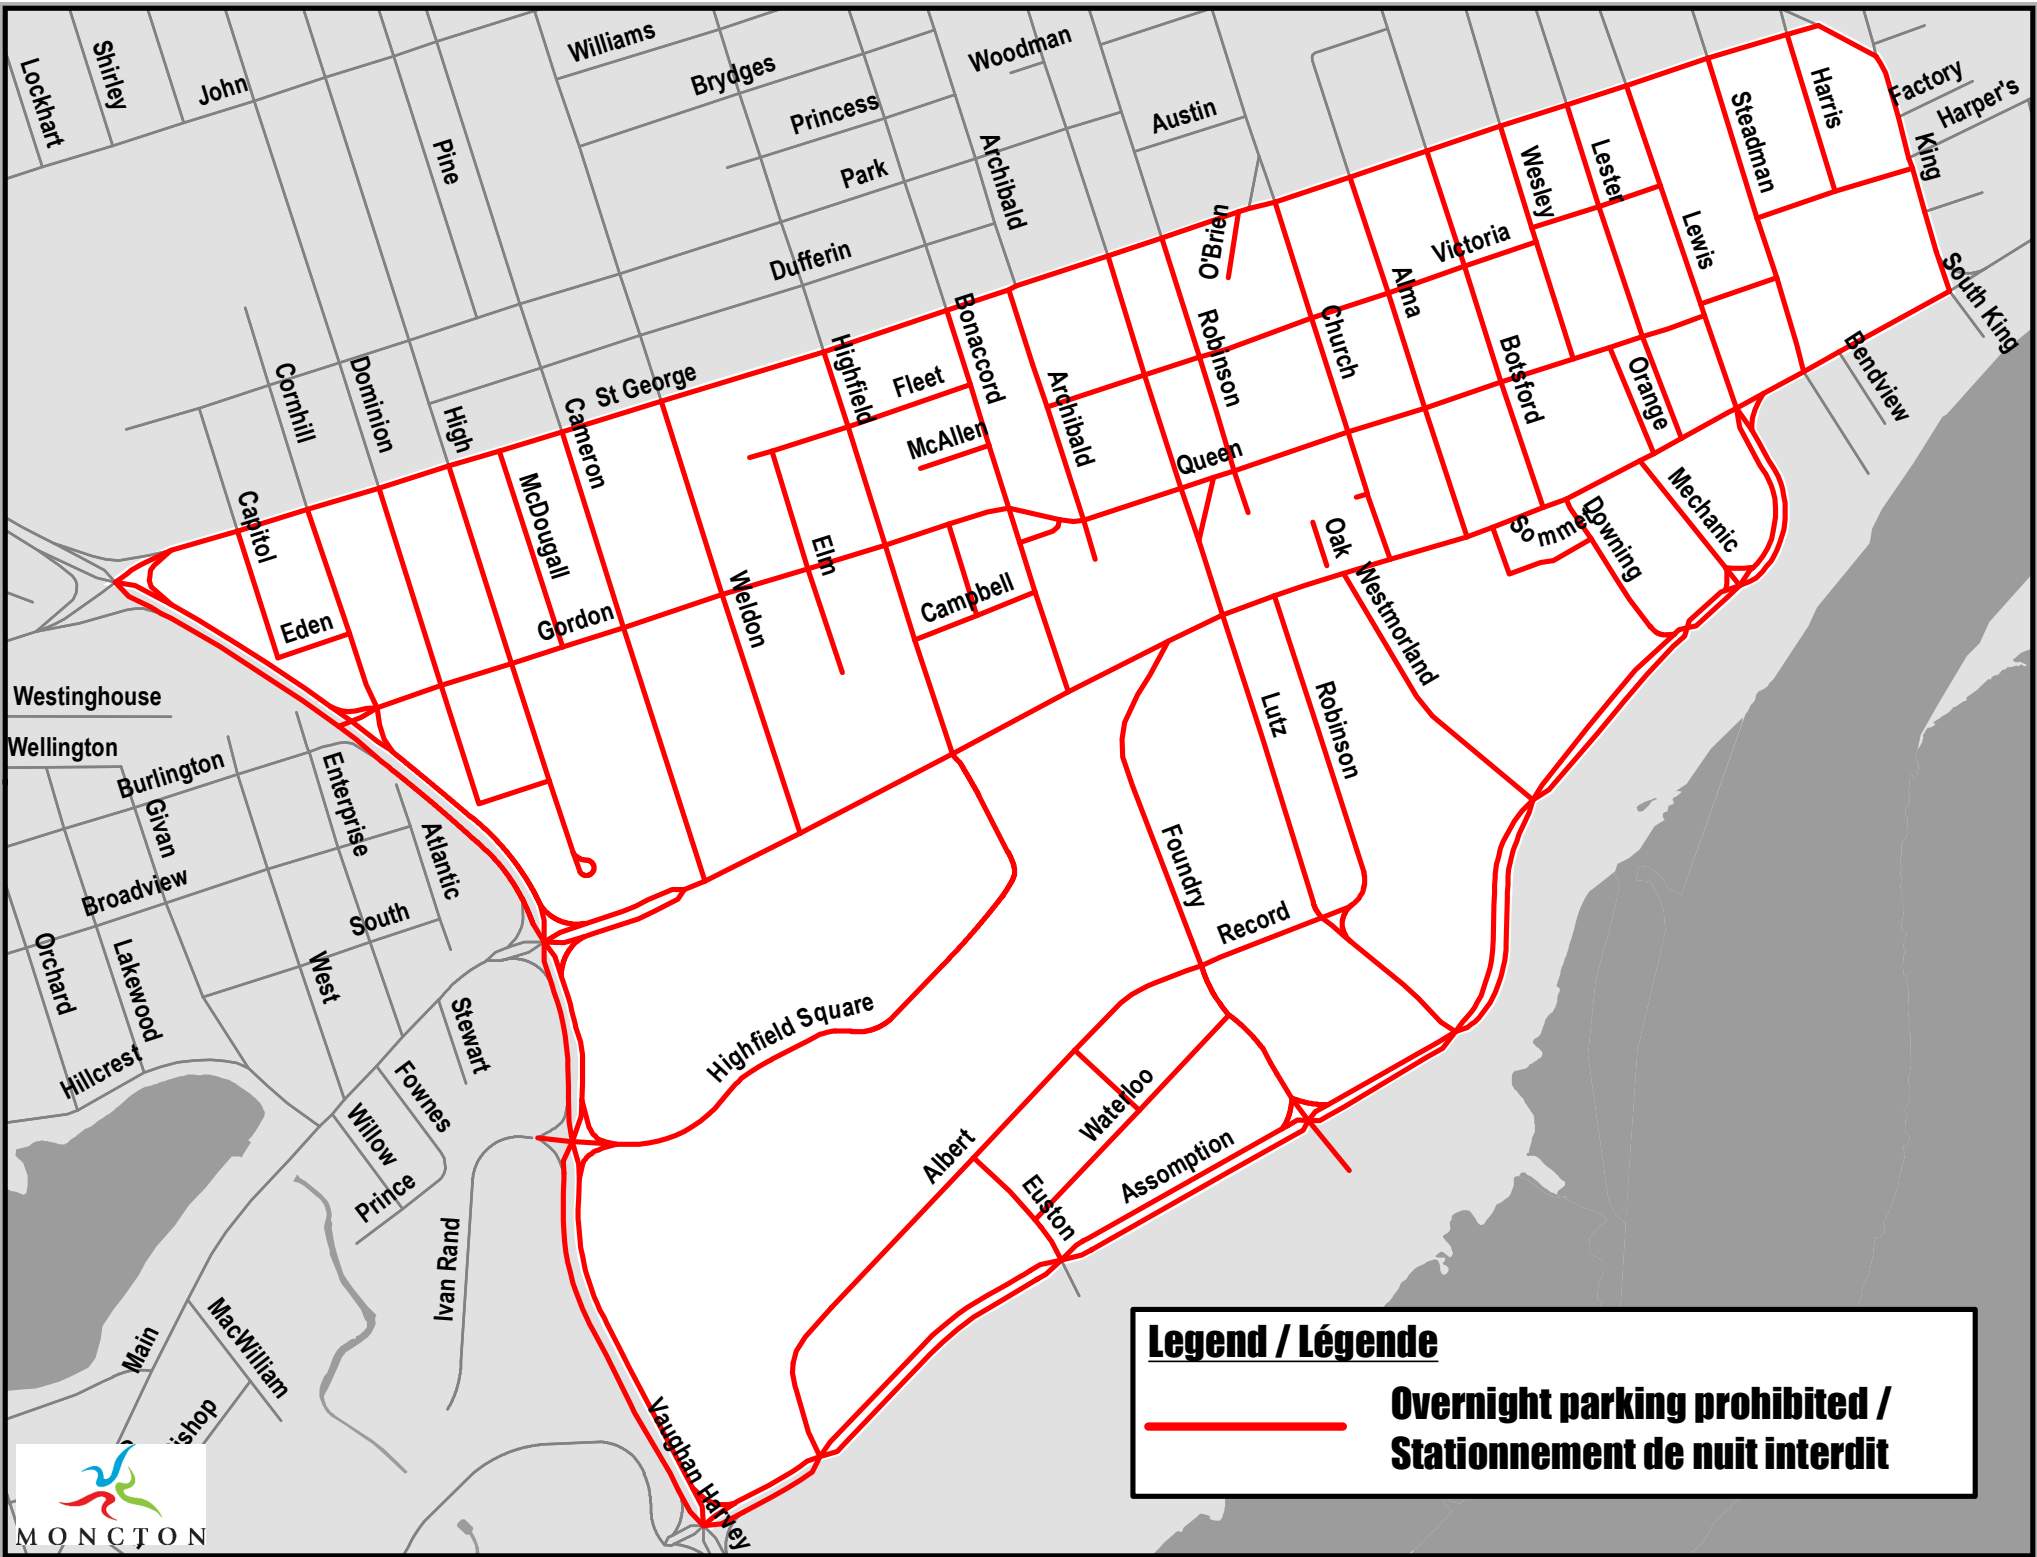 Lockhart
Shirley
John
Pine
Williams
Brydges
Princess
Park
Dufferin
Woodman
Austin
Archibald
Factory
Harper's
King
South King
Bendview
Harris
Steadman
Lester
Wesley
Lewis
Victoria
O'Brien
Alma
Church
Robinson
Botsford
Orange
Bonaccord
Highfield
Fleet
McAllen
Archibald
Queen
St George
Cameron
High
Dominion
Cornhill
Capitol
McDougall
Elm
Weldon
Gordon
Eden
Campbell
Oak
Sommet
Downing
Mechanic
Westmorland
Lutz
Robinson
Foundry
Record
Westinghouse
Wellington
Burlington
Givan
Enterprise
Atlantic
Broadview
South
Orchard
Lakewood
West
Stewart
Hillcrest
Fownes
Willow
Prince
Ivan Rand
Highfield Square
Albert
Waterloo
Euston
Assomption
Main
MacWilliam
Vaughan Harvey
Legend / Légende
Overnight parking prohibited /
Stationnement de nuit interdit
MONCTON